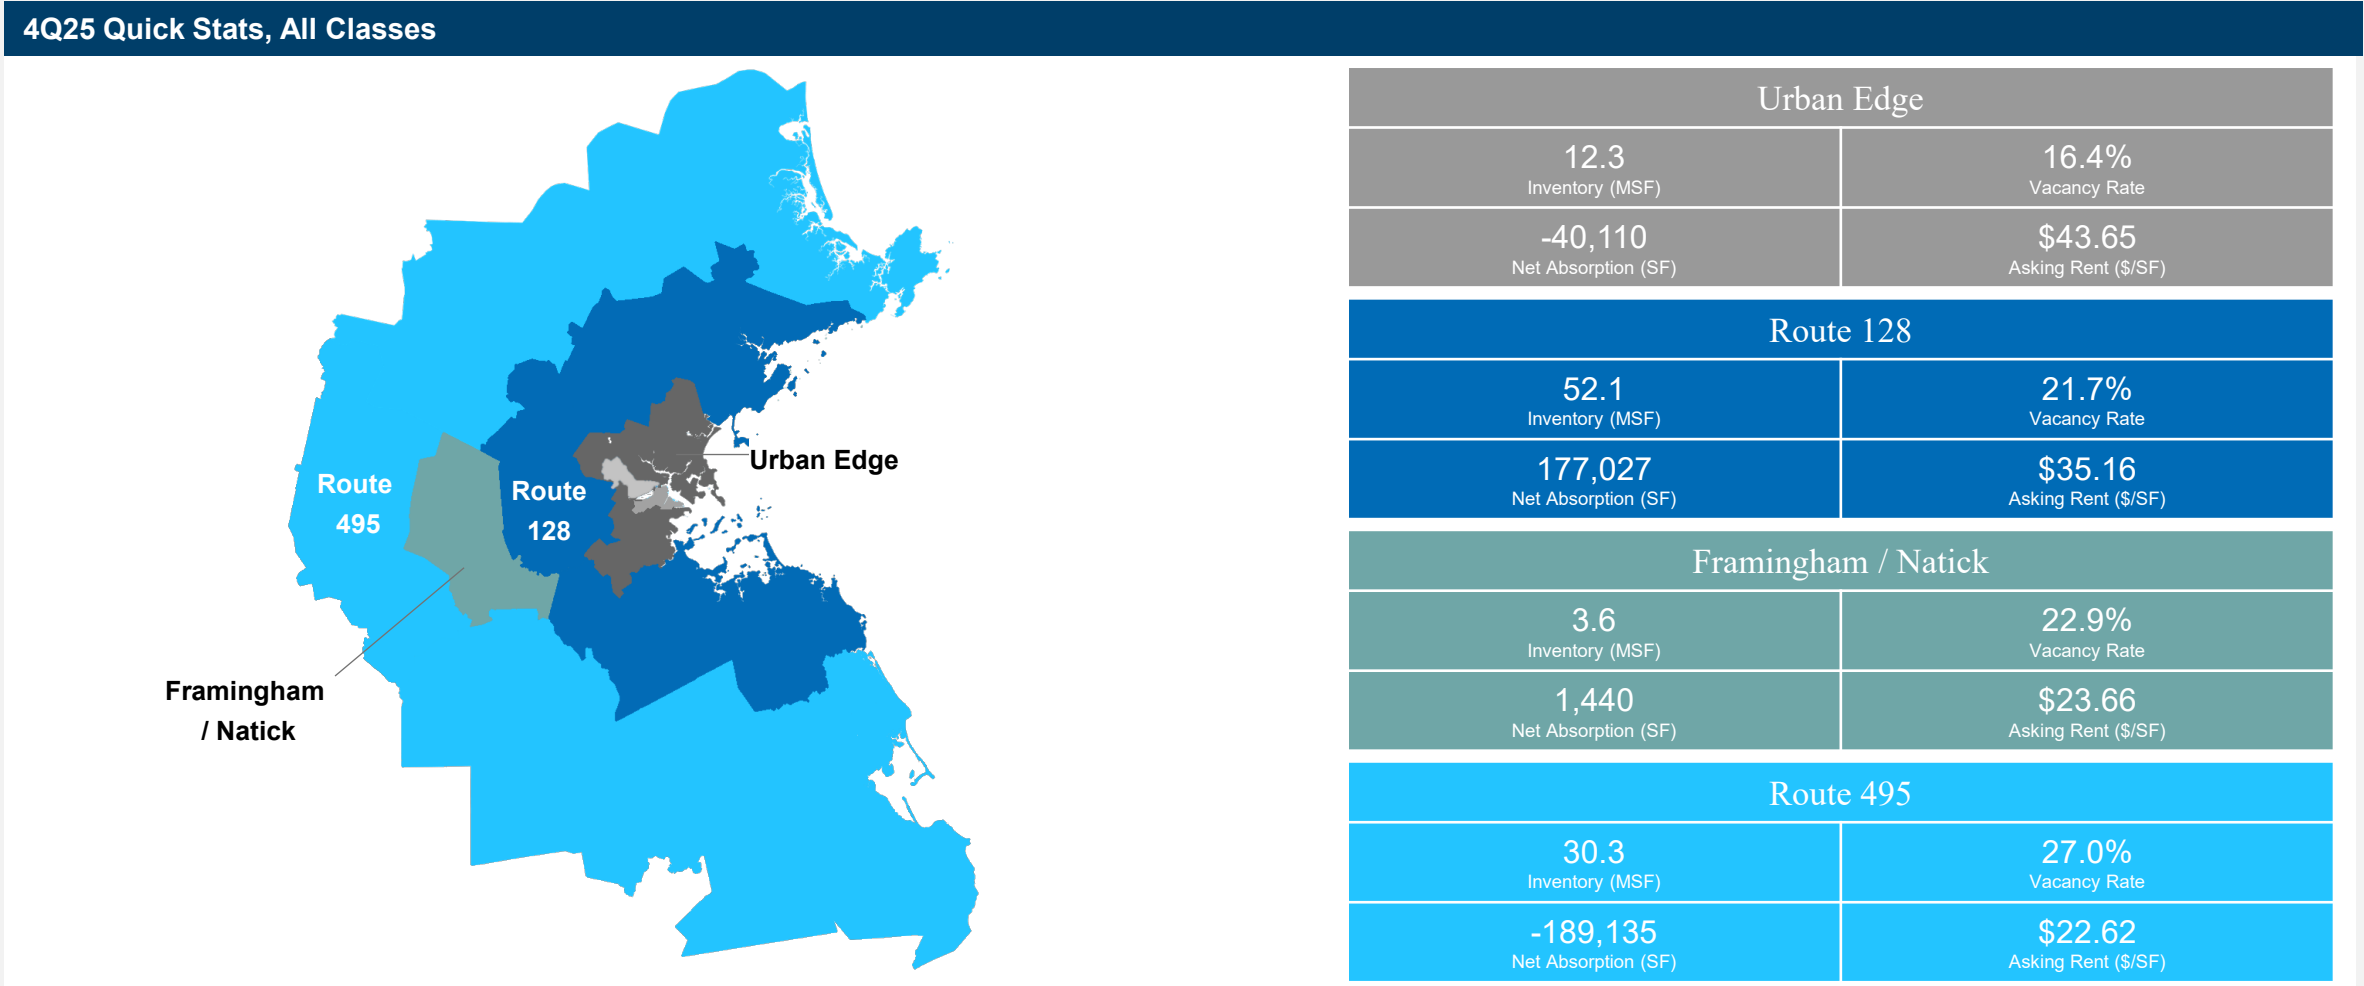 4Q25 Quick Stats, All Classes
Route
495
Route
128
Urban Edge
Framingham
/ Natick
Urban Edge
12.3
Inventory (MSF)
16.4%
Vacancy Rate
-40,110
Net Absorption (SF)
$43.65
Asking Rent ($/SF)
Route 128
52.1
Inventory (MSF)
21.7%
Vacancy Rate
177,027
Net Absorption (SF)
$35.16
Asking Rent ($/SF)
Framingham / Natick
3.6
Inventory (MSF)
22.9%
Vacancy Rate
1,440
Net Absorption (SF)
$23.66
Asking Rent ($/SF)
Route 495
30.3
Inventory (MSF)
27.0%
Vacancy Rate
-189,135
Net Absorption (SF)
$22.62
Asking Rent ($/SF)